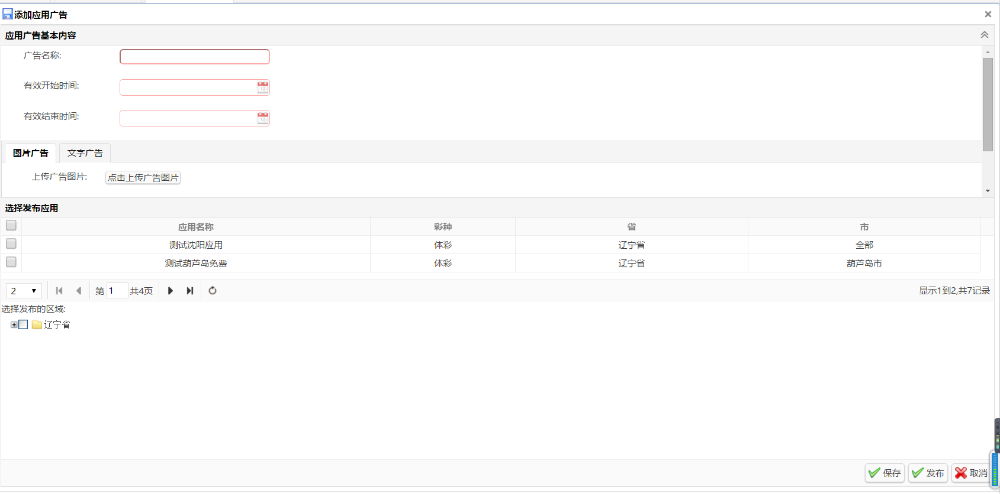 添加应用广告
应用广告基本内容
广告名称:
有效开始时间:
有效结束时间:
图片广告 文字广告
上传广告图片: 点击上传广告图片
选择发布应用
应用名称 彩种 省 市
测试沈阳应用 体彩 辽宁省 全部
测试葫芦岛免费 体彩 辽宁省 葫芦岛市
2 第 1 共4页 显示1到2,共7记录
选择发布的区域:
辽宁省
保存 发布 取消